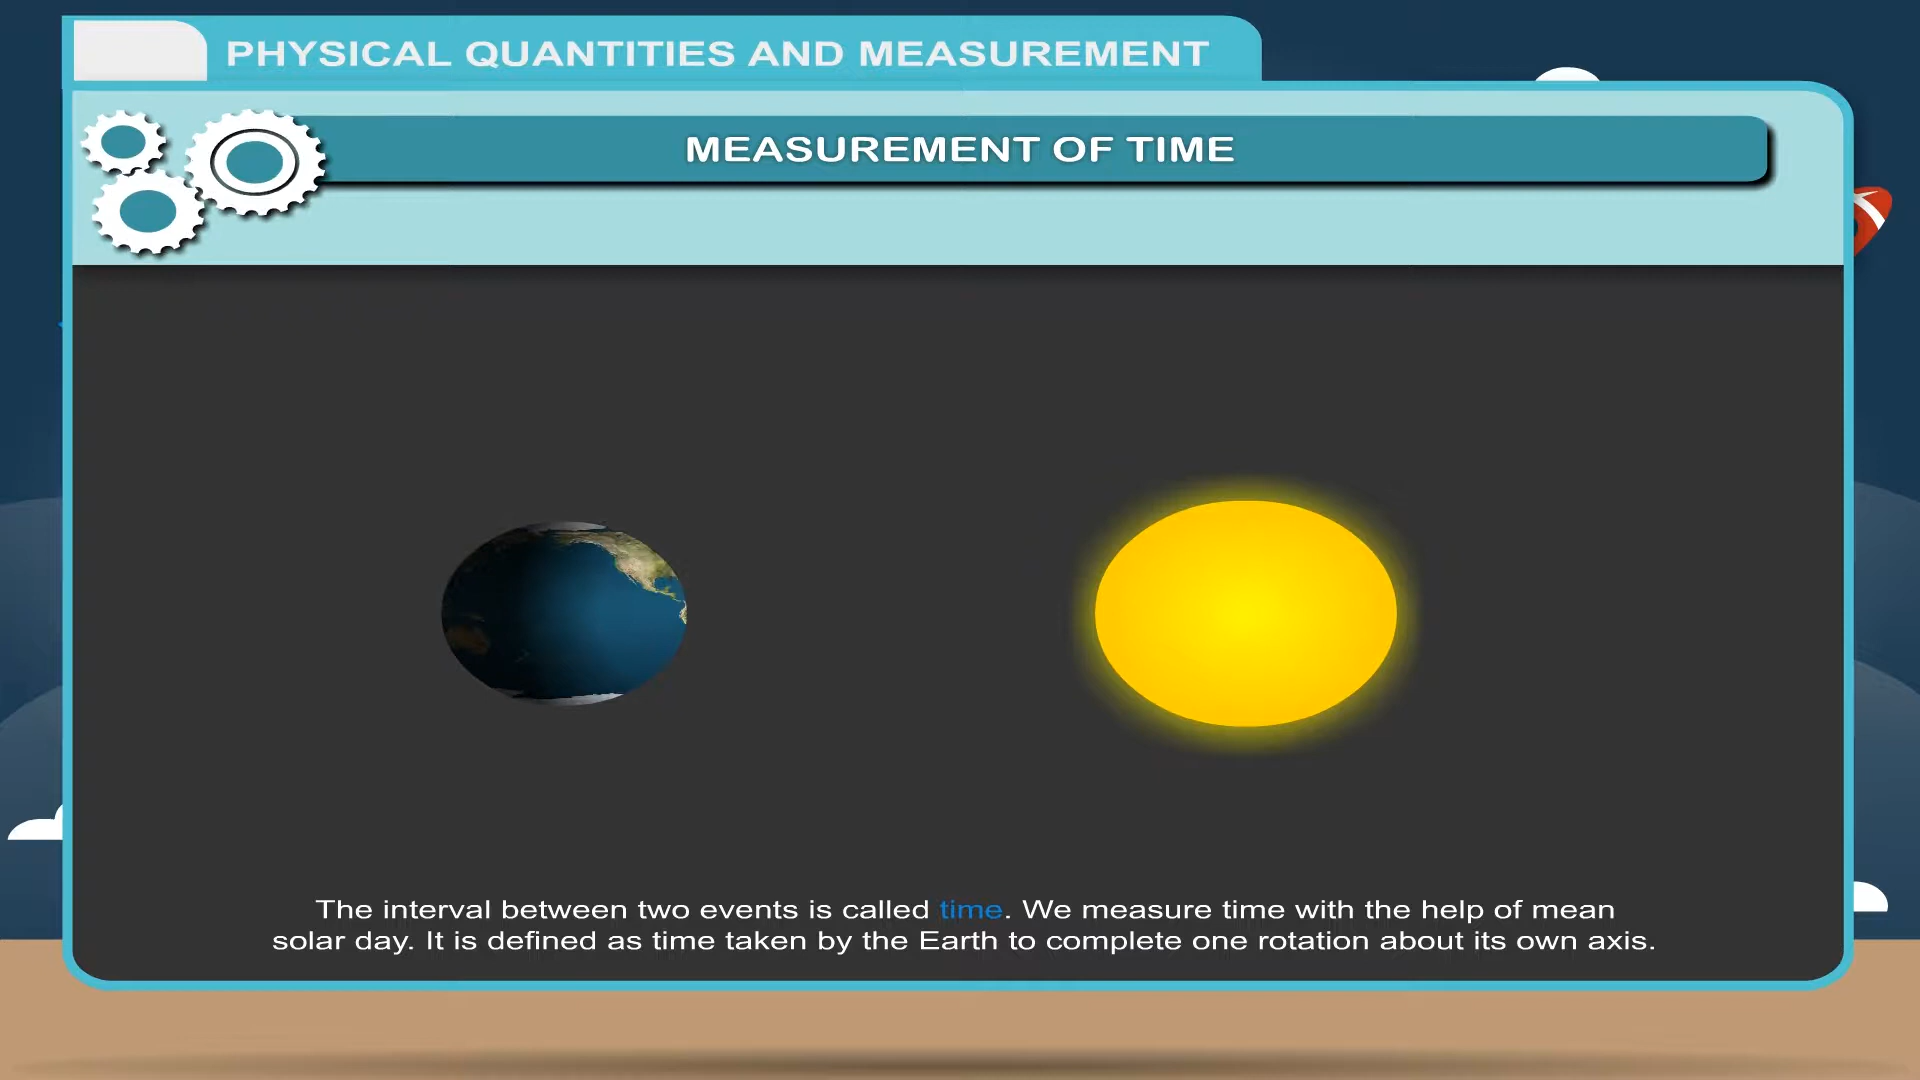 PHYSICAL QUANTITIES AND MEASUREMENT
MEASUREMENT OF TIME
The interval between two events is called time. We measure time with the help of mean
solar day. It is defined as time taken by the Earth to complete one rotation about its own axis.